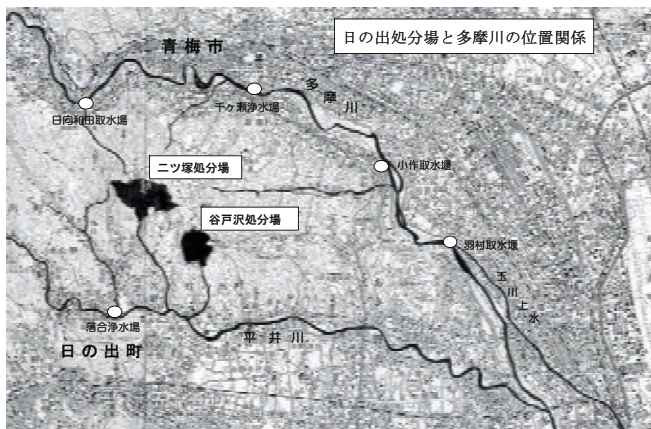 日の出処分場と多摩川の位置関係
青梅市
多摩川
千ヶ瀬浄水場
日向和田取水場
小作取水堰
二ツ塚処分場
谷戸沢処分場
羽村取水堰
玉川上水
落合浄水場
平井川
日の出町